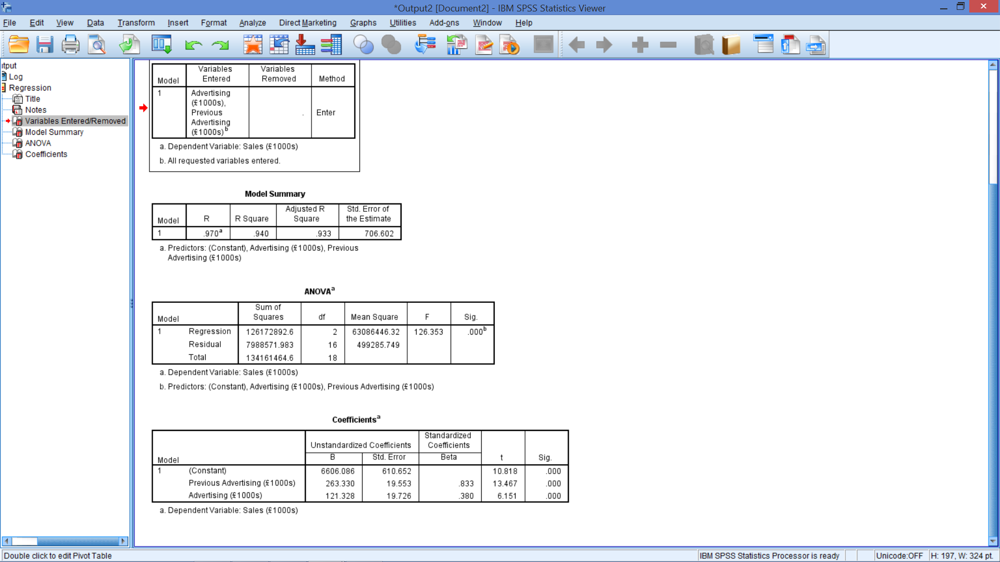 *Output2 [Document2] - IBM SPSS Statistics Viewer
File Edit View Data Transform Insert Format Analyze Direct Marketing Graphs Utilities Add-ons Window Help
Log
Regression
Title
Notes
Variables Entered/Removed
Model Summary
ANOVA
Coefficients
Model Variables Entered Variables Removed Method
1 Advertising (£1000s), Previous Advertising (£1000s)b . Enter
a. Dependent Variable: Sales (£1000s)
b. All requested variables entered.
Model Summary
Model R R Square Adjusted R Square Std. Error of the Estimate
1 .970a .940 .933 706.602
a. Predictors: (Constant), Advertising (£1000s), Previous
Advertising (£1000s)
ANOVAa
Model Sum of Squares df Mean Square F Sig.
1 Regression 126172892.6 2 63086446.32 126.353 .000b
Residual 7988571.983 16 499285.749
Total 134161464.6 18
a. Dependent Variable: Sales (£1000s)
b. Predictors: (Constant), Advertising (£1000s), Previous Advertising (£1000s)
Coefficientsa
Model Unstandardized Coefficients Standardized Coefficients t Sig.
B Std. Error Beta
1 (Constant) 6606.086 610.652 10.818 .000
Previous Advertising (£1000s) 263.330 19.553 .833 13.467 .000
Advertising (£1000s) 121.328 19.726 .380 6.151 .000
a. Dependent Variable: Sales (£1000s)
Double click to edit Pivot Table
IBM SPSS Statistics Processor is ready
Unicode:OFF
H: 197, W: 324 pt.